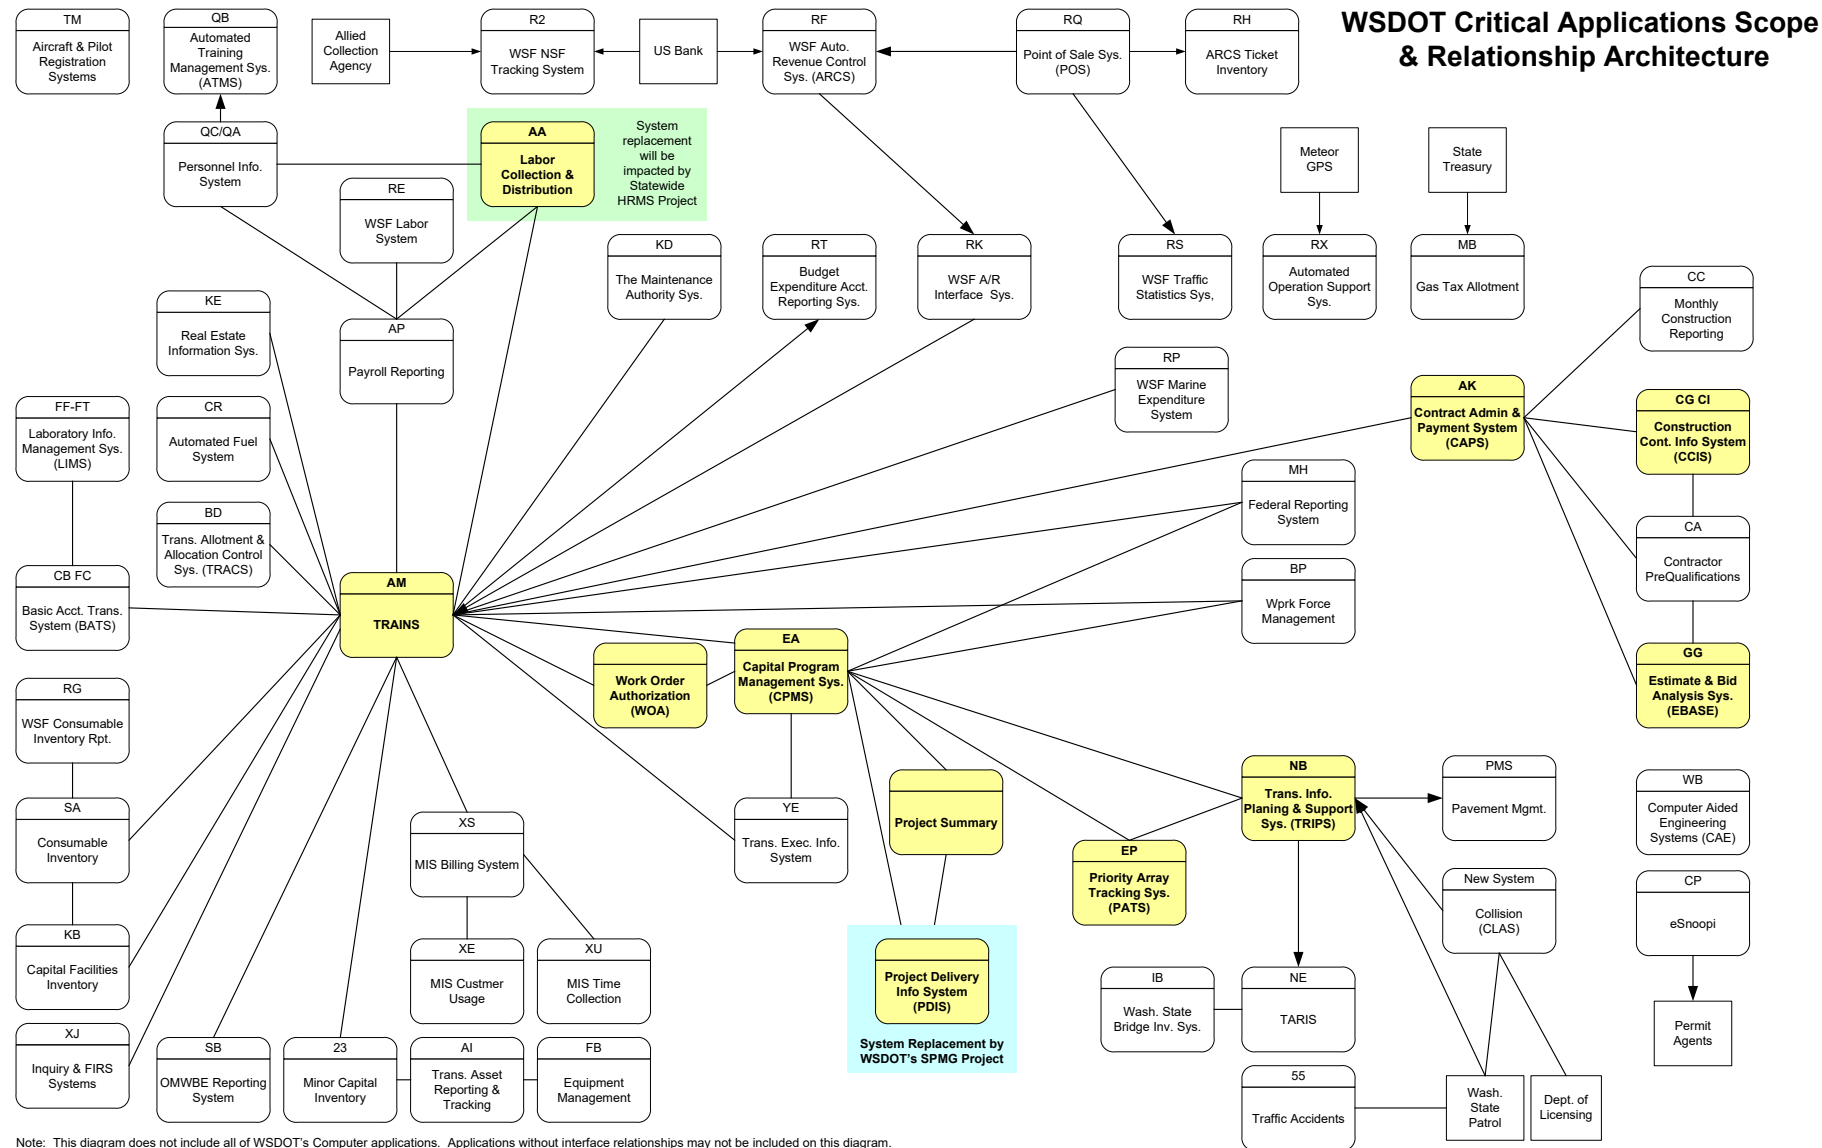 WSDOT Critical Applications Scope
& Relationship Architecture
TM
Aircraft & Pilot
Registration
Systems
QB
Automated
Training
Management Sys.
(ATMS)
Allied
Collection
Agency
R2
WSF NSF
Tracking System
US Bank
RF
WSF Auto.
Revenue Control
Sys. (ARCS)
RQ
Point of Sale Sys.
(POS)
RH
ARCS Ticket
Inventory
QC/QA
Personnel Info.
System
AA
Labor
Collection &
Distribution
System
replacement
will be
impacted by
Statewide
HRMS Project
Meteor
GPS
State
Treasury
RE
WSF Labor
System
KD
The Maintenance
Authority Sys.
RT
Budget
Expenditure Acct.
Reporting Sys.
RK
WSF A/R
Interface Sys.
RS
WSF Traffic
Statistics Sys,
RX
Automated
Operation Support
Sys.
MB
Gas Tax Allotment
CC
Monthly
Construction
Reporting
KE
Real Estate
Information Sys.
AP
Payroll Reporting
RP
WSF Marine
Expenditure
System
AK
Contract Admin &
Payment System
(CAPS)
CG CI
Construction
Cont. Info System
(CCIS)
FF-FT
Laboratory Info.
Management Sys.
(LIMS)
CR
Automated Fuel
System
MH
Federal Reporting
System
BD
Trans. Allotment &
Allocation Control
Sys. (TRACS)
CA
Contractor
PreQualifications
CB FC
Basic Acct. Trans.
System (BATS)
AM
TRAINS
BP
Wprk Force
Management
EA
Capital Program
Management Sys.
(CPMS)
Work Order
Authorization
(WOA)
GG
Estimate & Bid
Analysis Sys.
(EBASE)
RG
WSF Consumable
Inventory Rpt.
NB
Trans. Info.
Planing & Support
Sys. (TRIPS)
PMS
Pavement Mgmt.
WB
Computer Aided
Engineering
Systems (CAE)
SA
Consumable
Inventory
XS
MIS Billing System
YE
Trans. Exec. Info.
System
Project Summary
EP
Priority Array
Tracking Sys.
(PATS)
New System
Collision
(CLAS)
CP
eSnoopi
KB
Capital Facilities
Inventory
XE
MIS Custmer
Usage
XU
MIS Time
Collection
Project Delivery
Info System
(PDIS)
System Replacement by
WSDOT's SPMG Project
IB
Wash. State
Bridge Inv. Sys.
NE
TARIS
Permit
Agents
XJ
Inquiry & FIRS
Systems
SB
OMWBE Reporting
System
23
Minor Capital
Inventory
AI
Trans. Asset
Reporting &
Tracking
FB
Equipment
Management
55
Traffic Accidents
Wash.
State
Patrol
Dept. of
Licensing
Note: This diagram does not include all of WSDOT's Computer applications. Applications without interface relationships may not be included on this diagram.